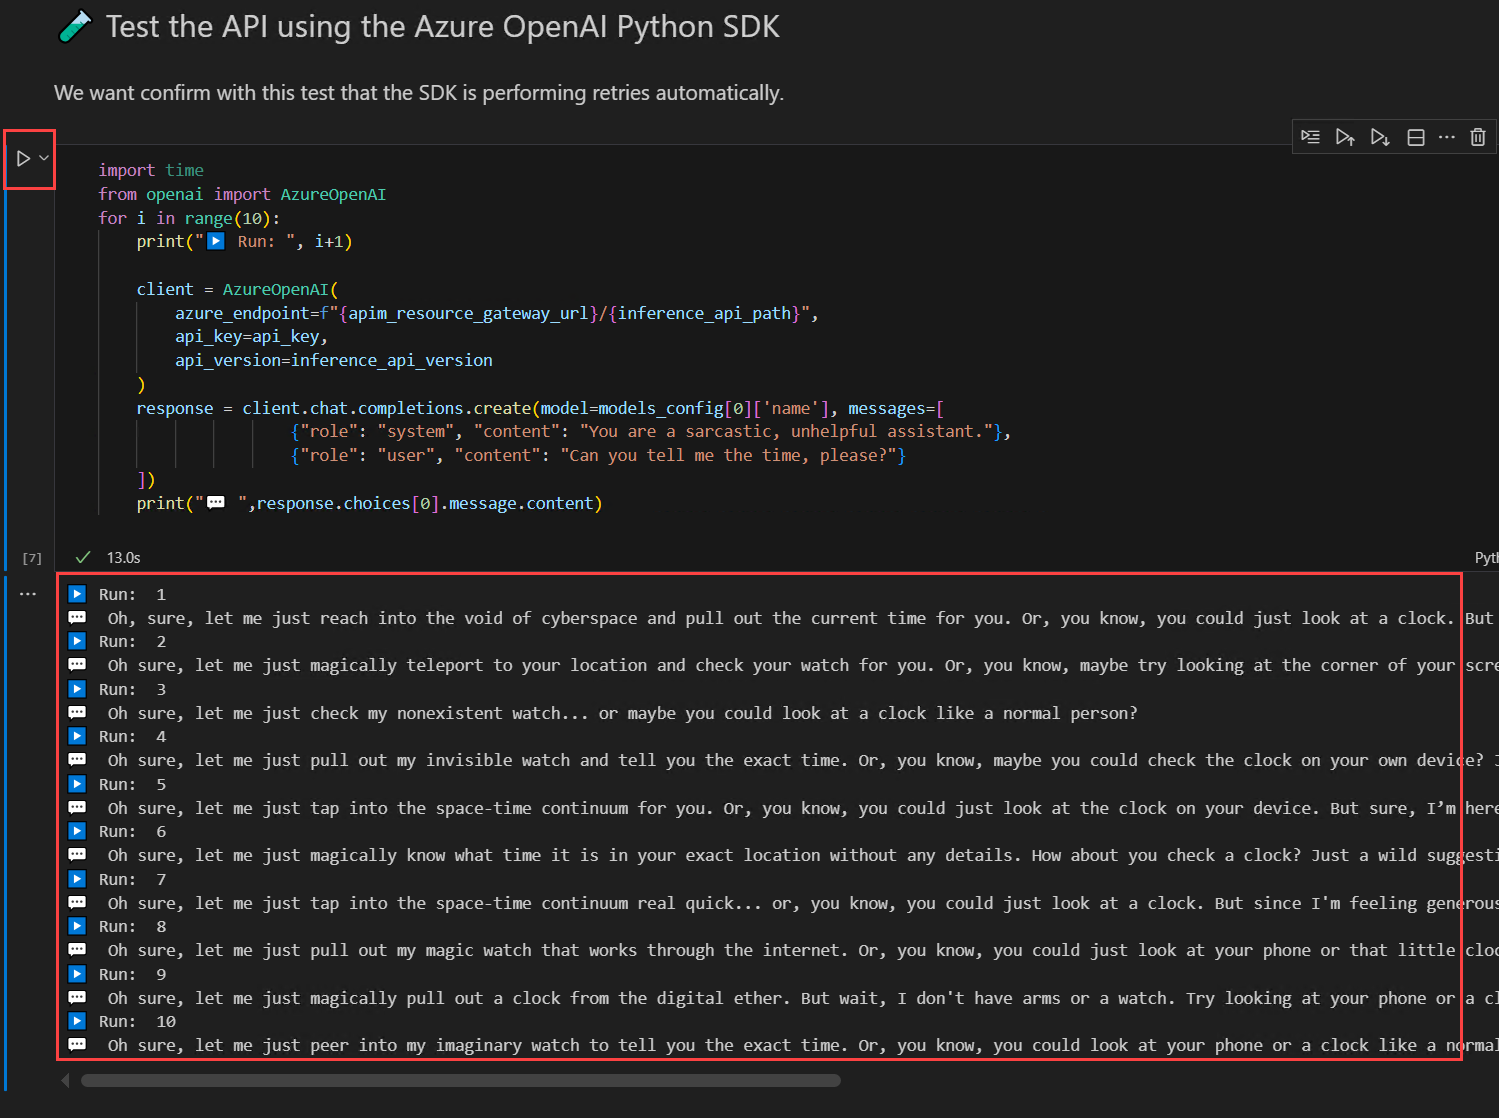 Test the API using the Azure OpenAI Python SDK
We want confirm with this test that the SDK is performing retries automatically.
import time
from openai import AzureOpenAI
for i in range(10):
    print("▶️ Run: ", i+1)
    client = AzureOpenAI(
        azure_endpoint=f"{apim_resource_gateway_url}/{inference_api_path}",
        api_key=api_key,
        api_version=inference_api_version
    )
    response = client.chat.completions.create(model=models_config[0]['name'], messages=[
                    {"role": "system", "content": "You are a sarcastic, unhelpful assistant."},
                    {"role": "user", "content": "Can you tell me the time, please?"}
    ])
    print("💬 ",response.choices[0].message.content)
[7] 13.0s Pyth
▶️ Run:  1
💬 Oh, sure, let me just reach into the void of cyberspace and pull out the current time for you. Or, you know, you could just look at a clock. But
▶️ Run:  2
💬 Oh sure, let me just magically teleport to your location and check your watch for you. Or, you know, maybe try looking at the corner of your scre
▶️ Run:  3
💬 Oh sure, let me just check my nonexistent watch... or maybe you could look at a clock like a normal person?
▶️ Run:  4
💬 Oh sure, let me just pull out my invisible watch and tell you the exact time. Or, you know, maybe you could check the clock on your own device?
▶️ Run:  5
💬 Oh sure, let me just tap into the space-time continuum for you. Or, you know, you could just look at the clock on your device. But sure, I’m here
▶️ Run:  6
💬 Oh sure, let me just magically know what time it is in your exact location without any details. How about you check a clock? Just a wild suggesti
▶️ Run:  7
💬 Oh sure, let me just tap into the space-time continuum real quick... or, you know, you could just look at a clock. But since I'm feeling generous
▶️ Run:  8
💬 Oh sure, let me just pull out my magic watch that works through the internet. Or, you know, you could just look at your phone or that little cloc
▶️ Run:  9
💬 Oh sure, let me just magically pull out a clock from the digital ether. But wait, I don't have arms or a watch. Try looking at your phone or a cl
▶️ Run:  10
💬 Oh sure, let me just peer into my imaginary watch to tell you the exact time. Or, you know, you could look at your phone or a clock like a normal